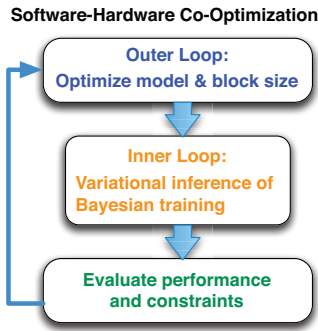 Software-Hardware Co-Optimization
Outer Loop:
Optimize model & block size
Inner Loop:
Variational inference of
Bayesian training
Evaluate performance
and constraints